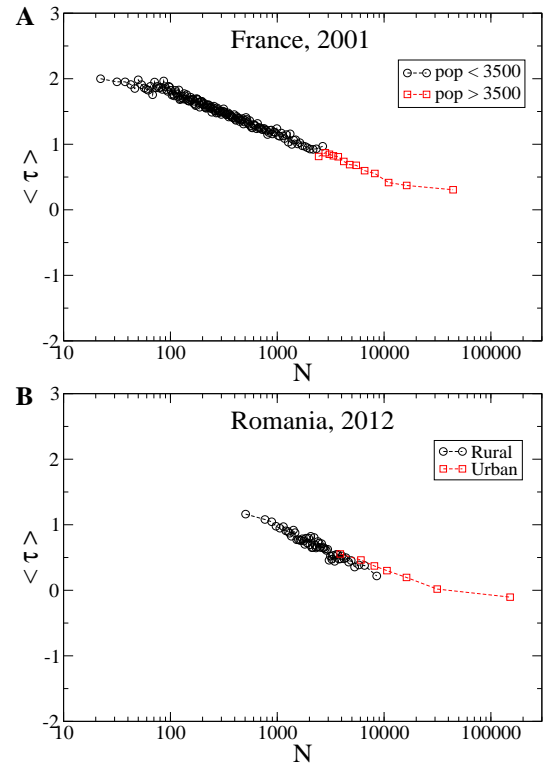 A
France, 2001
pop < 3500
pop > 3500
3
2
1
0
-1
-2
< τ >
10
100
1000
10000
100000
N
B
Romania, 2012
Rural
Urban
3
2
1
0
-1
-2
< τ >
10
100
1000
10000
100000
N